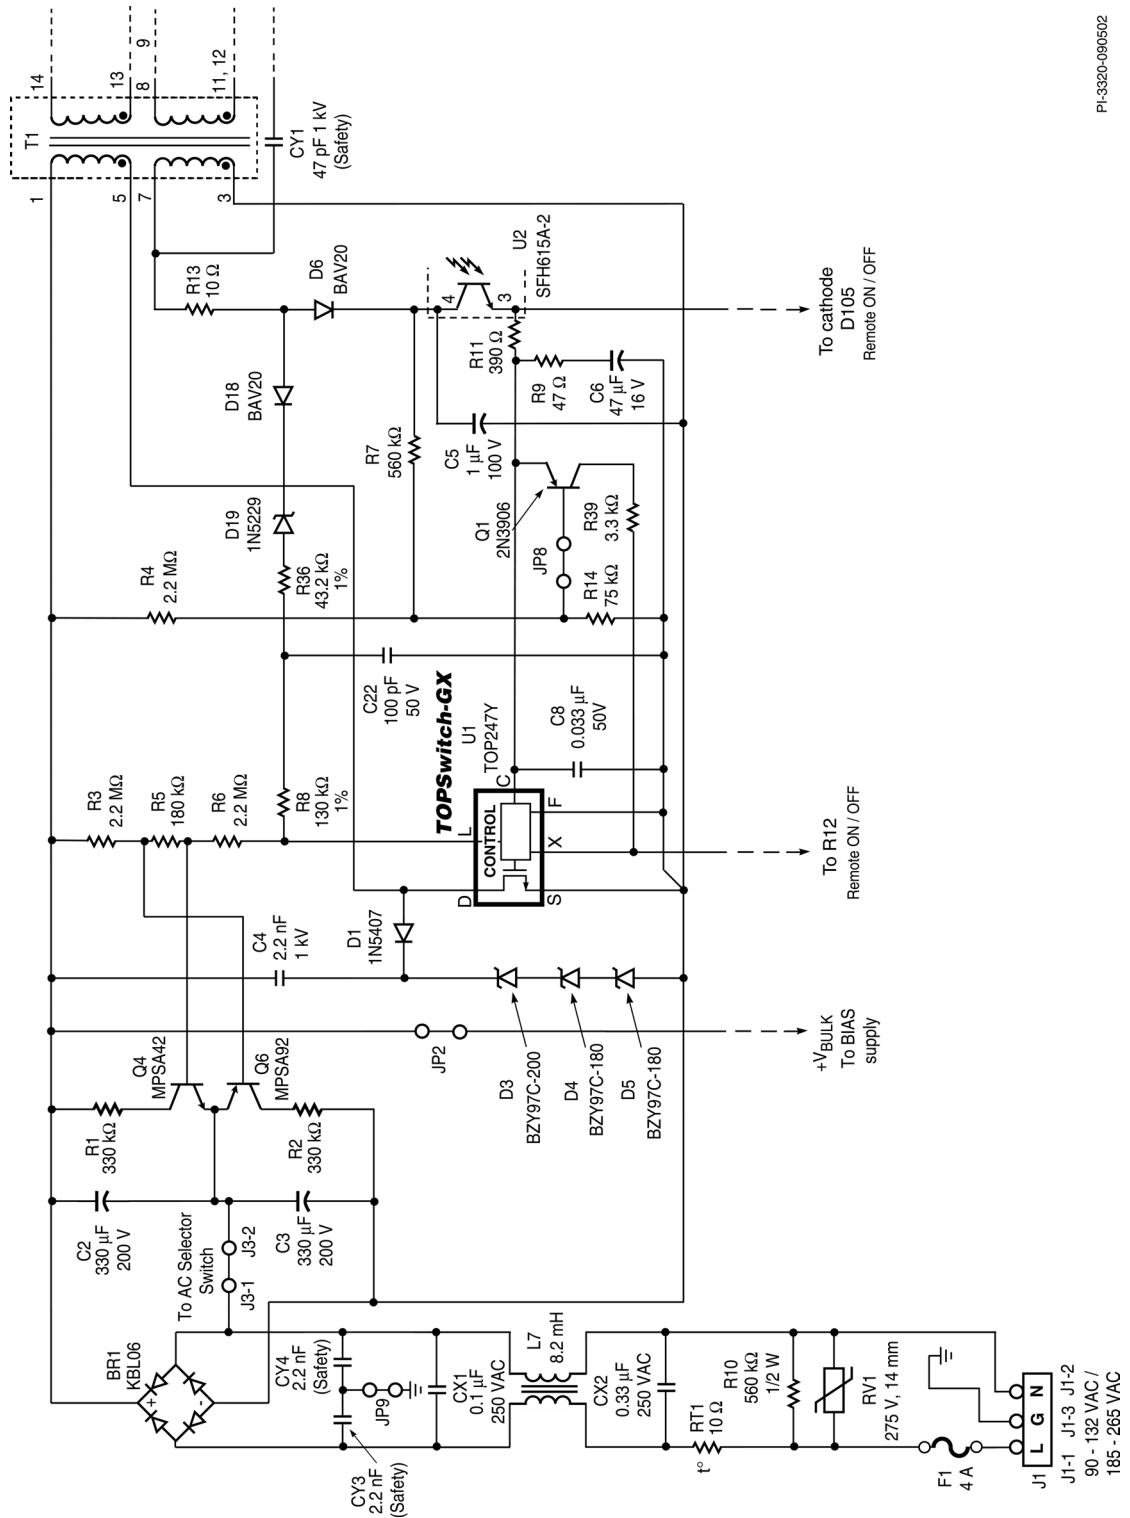 PI-3320-090502
14
13
9
8
11, 12
T1
1
5
7
3
CY1
47 pF 1 kV
(Safety)
R13
10 Ω
D6
BAV20
4
3
U2
SFH615A-2
To cathode
D105
Remote ON / OFF
D18
BAV20
R11
390 Ω
R9
47 Ω
C6
47 µF
16 V
R7
560 kΩ
C5
1 µF
100 V
D19
1N5229
Q1
2N3906
R39
3.3 kΩ
JP8
R4
2.2 MΩ
R36
43.2 kΩ
1%
R14
75 kΩ
C22
100 pF
50 V
TOPSwitch-GX
U1
TOP247Y
C8
0.033 µF
50V
R3
2.2 MΩ
R5
180 kΩ
R6
2.2 MΩ
R8
130 kΩ
1%
L
C
CONTROL
D
S
X
F
To R12
Remote ON / OFF
C4
2.2 nF
1 kV
D1
1N5407
JP2
D3
BZY97C-200
D4
BZY97C-180
D5
BZY97C-180
+VBULK
To BIAS
supply
Q4
MPSA42
Q6
MPSA92
R1
330 kΩ
R2
330 kΩ
C2
330 µF
200 V
C3
330 µF
200 V
To AC Selector
Switch
J3-1
J3-2
BR1
KBL06
+
-
CY4
2.2 nF
(Safety)
JP9
CY3
2.2 nF
(Safety)
CX1
0.1 µF
250 VAC
L7
8.2 mH
CX2
0.33 µF
250 VAC
RT1
10 Ω
t°
R10
560 kΩ
1/2 W
RV1
275 V, 14 mm
F1
4 A
L G N
J1
J1-1 J1-3 J1-2
90 - 132 VAC /
185 - 265 VAC